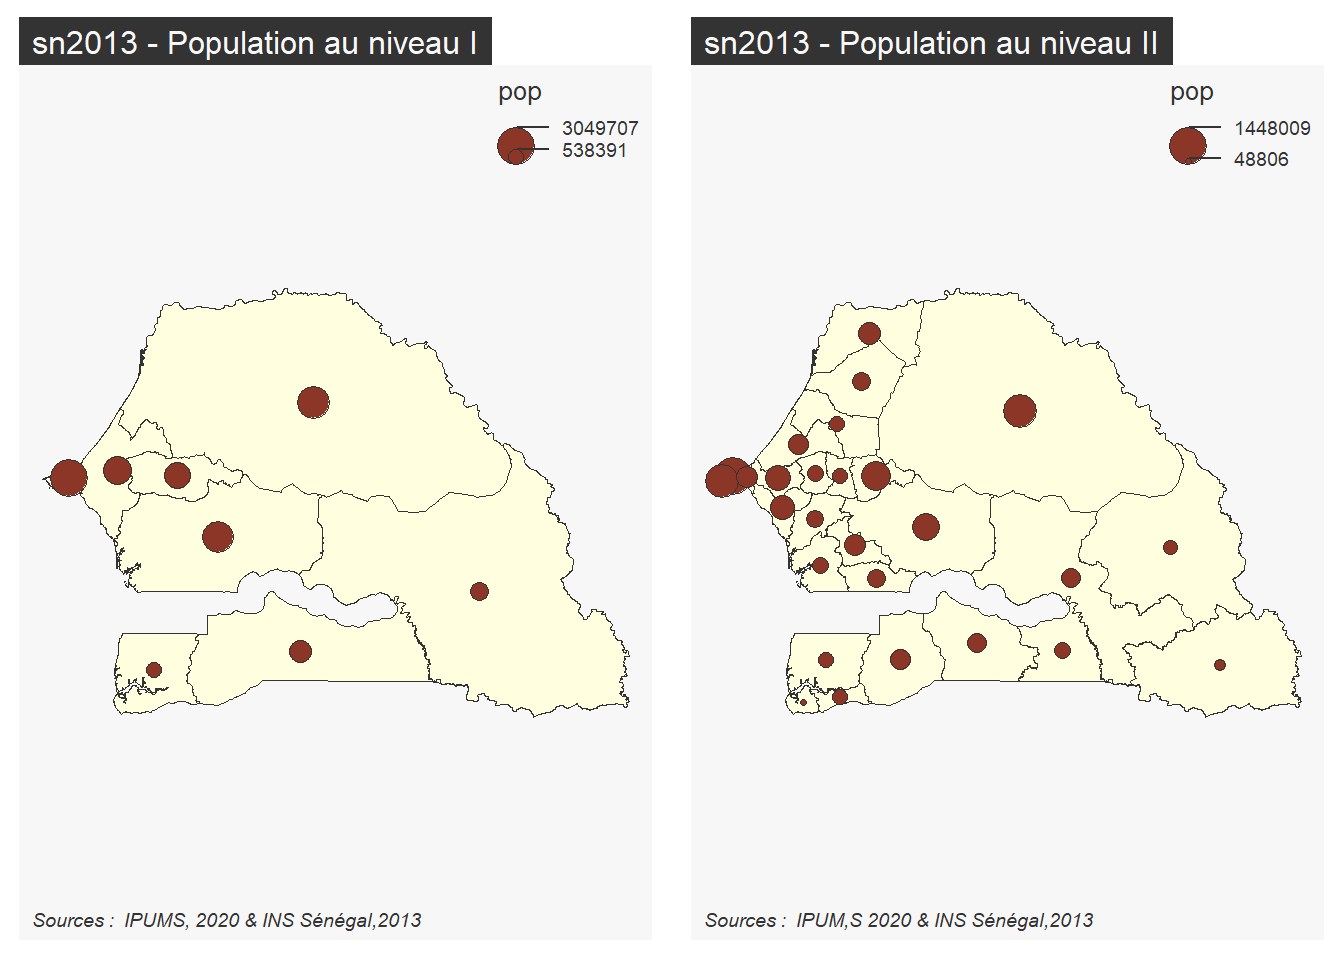 sn2013 - Population au niveau I
pop
3049707
538391
Sources :  IPUMS, 2020 & INS Sénégal,2013
sn2013 - Population au niveau II
pop
1448009
48806
Sources :  IPUM,S 2020 & INS Sénégal,2013